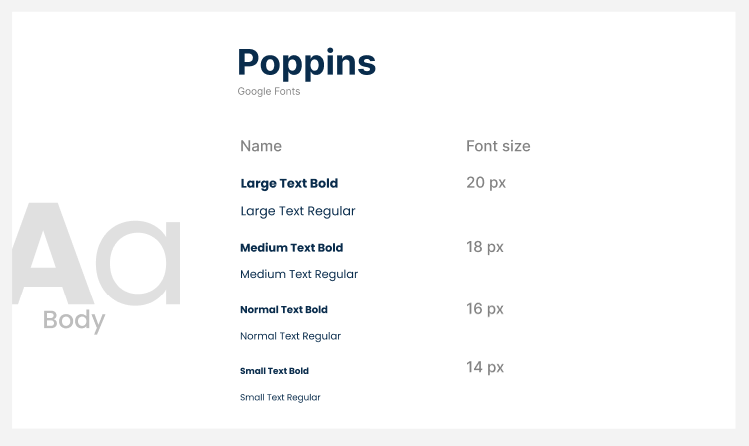 Poppins
Google Fonts
Name Font size
Large Text Bold 20 px
Large Text Regular
Medium Text Bold 18 px
Medium Text Regular
Aa
Body
Normal Text Bold 16 px
Normal Text Regular
Small Text Bold 14 px
Small Text Regular